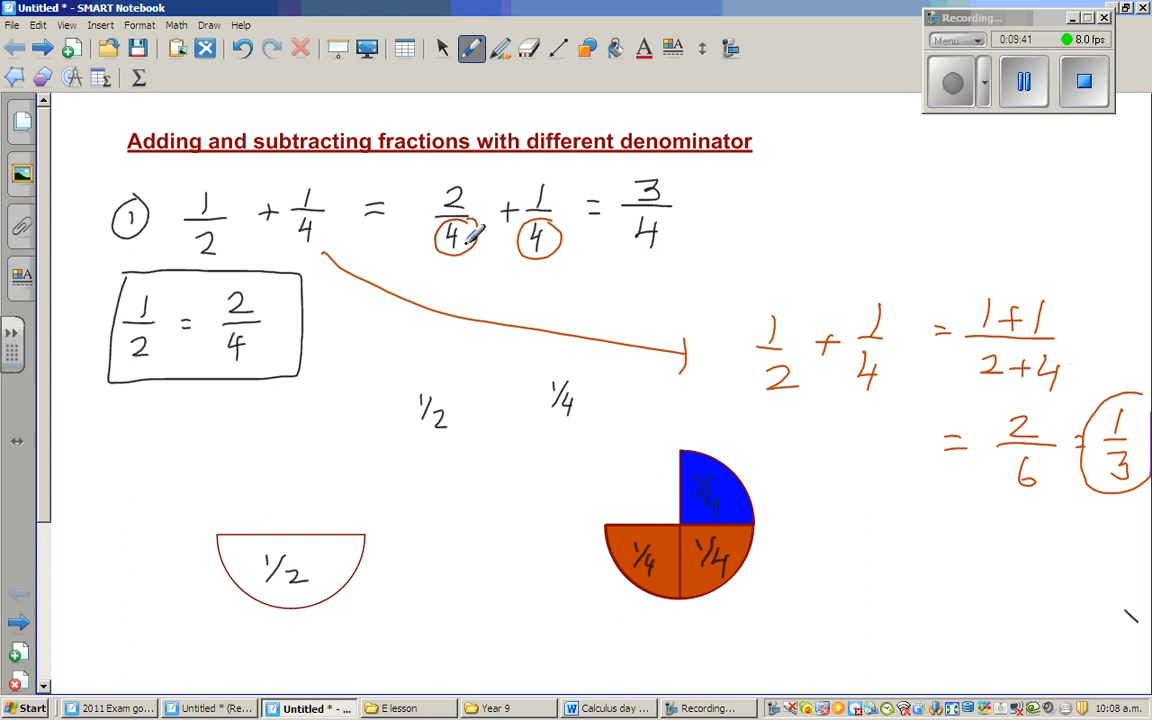 Untitled * - SMART Notebook
File Edit View Insert Format Math Draw Help
Recording...
Menu 0:09:41 8.0 fps
Adding and subtracting fractions with different denominator
① 1/2 + 1/4 = 2/4 + 1/4 = 3/4
1/2 = 2/4
1/2 + 1/4 = 1+1/2+4
= 2/6 = 1/3
1/2 1/4
1/4
1/2 1/4 1/4
Start 2011 Exam go... Untitled * (Re... Untitled * - ... E lesson Year 9 Calculus day ... Recording... 10:08 a.m.